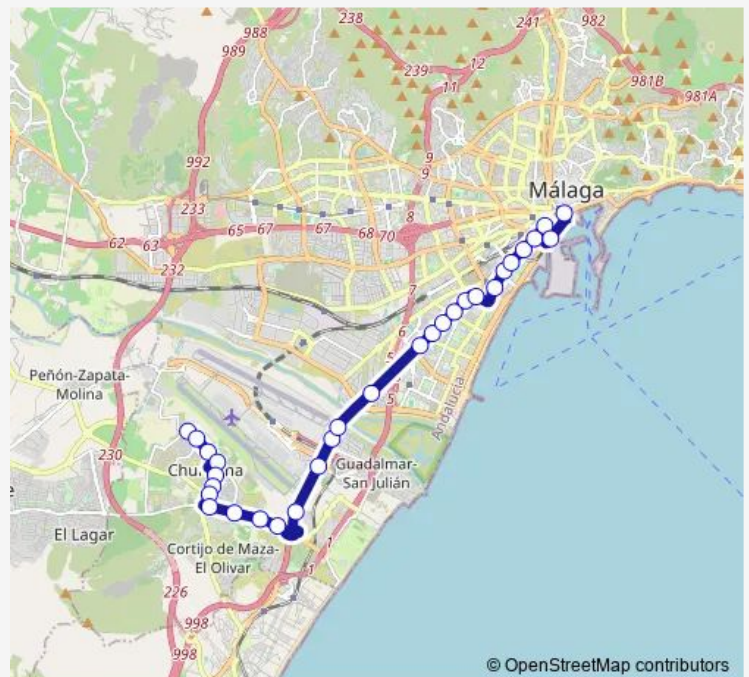 238
241
982
988
989
239
12
11
981B
981A
992
9
9
Málaga
233
8
62
63
65
67
67
68
70
232
7
6
Peñón-Zapata-
Molina
5
5
Andalucía
230
Guadalmar-
San Julián
El Lagar
Cortijo de Maza-
El Olivar
1
1
226
998
998
© OpenStreetMap contributors